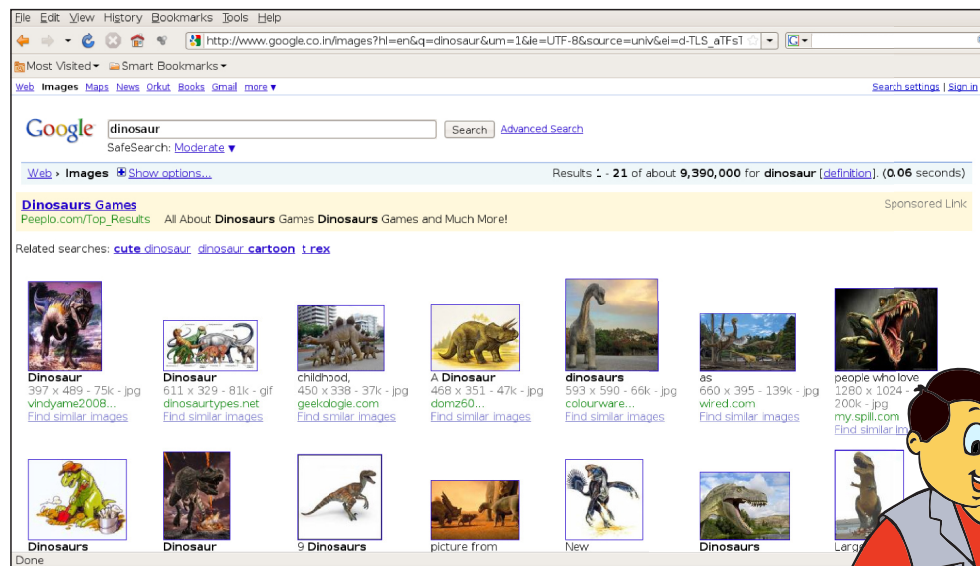 File Edit View History Bookmarks Tools Help
http://www.google.co.in/images?hl=en&q=dinosaur&um=1&ie=UTF-8&source=univ&ei=d-TLS_aTFsT
Most Visited Smart Bookmarks
Web Images Maps News Orkut Books Gmail more Search settings | Sign in
Google dinosaur Search Advanced Search
SafeSearch: Moderate
Web › Images Show options... Results 1 - 21 of about 9,390,000 for dinosaur [definition]. (0.06 seconds)
Dinosaurs Games Sponsored Link
Peeplo.com/Top_Results All About Dinosaurs Games Dinosaurs Games and Much More!
Related searches: cute dinosaur dinosaur cartoon t rex
Dinosaur Dinosaur childhood, A Dinosaur dinosaurs as people who love
397 x 489 - 75k - jpg 611 x 329 - 81k - gif 450 x 338 - 37k - jpg 468 x 351 - 47k - jpg 593 x 590 - 66k - jpg 660 x 395 - 139k - jpg 1280 x 1024 -
200k - jpg
vindyame2008... dinosaurtypes.net geekologie.com domz60... colourware... wired.com my.spill.com
Find similar images Find similar images Find similar images Find similar images Find similar images Find similar images Find similar im
Dinosaurs Dinosaur 9 Dinosaurs picture from New Dinosaurs Large
Done